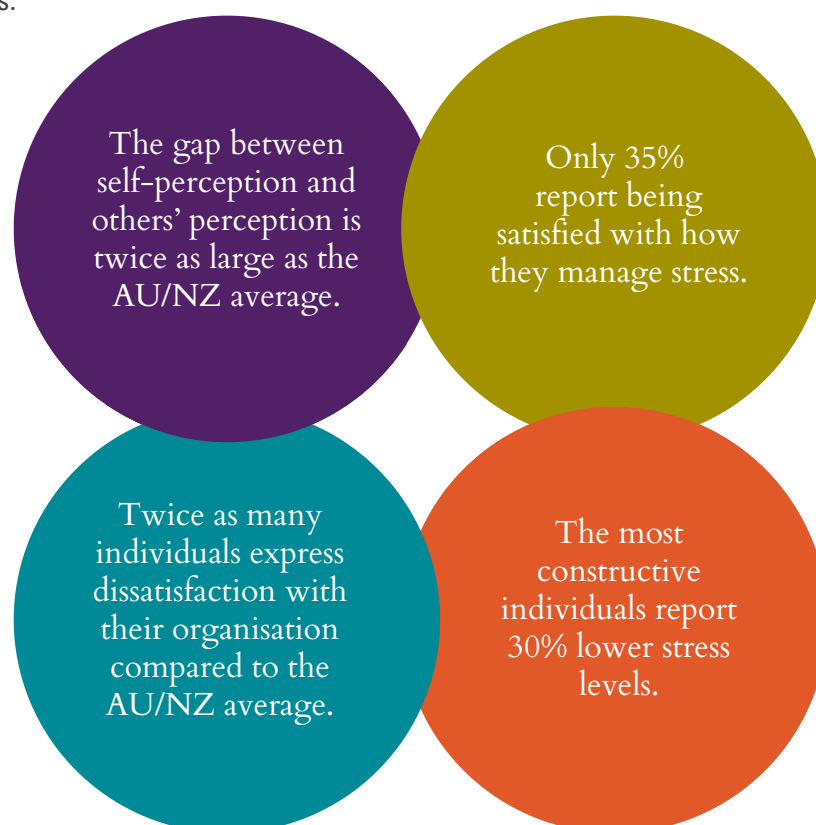 s.
The gap between
self-perception and
others’ perception is
twice as large as the
AU/NZ average.
Only 35%
report being
satisfied with how
they manage stress.
Twice as many
individuals express
dissatisfaction with
their organisation
compared to the
AU/NZ average.
The most
constructive
individuals report
30% lower stress
levels.